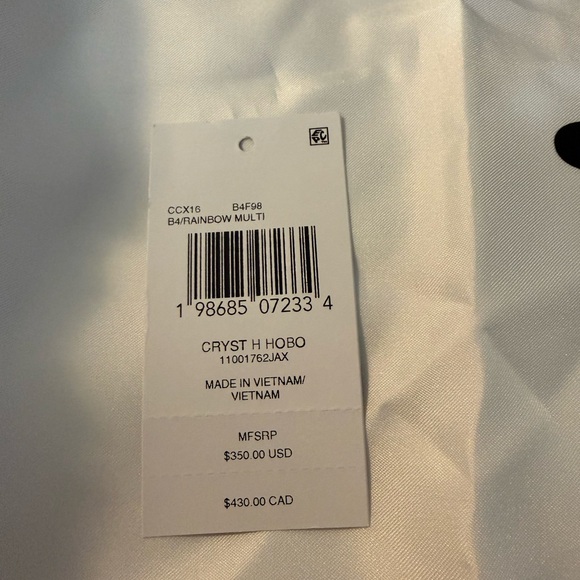 CCX16 B4F98
B4/RAINBOW MULTI
1 98685 07233 4
CRYST H HOBO
11001762JAX
MADE IN VIETNAM/
VIETNAM
MFSRP
$350.00 USD
$430.00 CAD